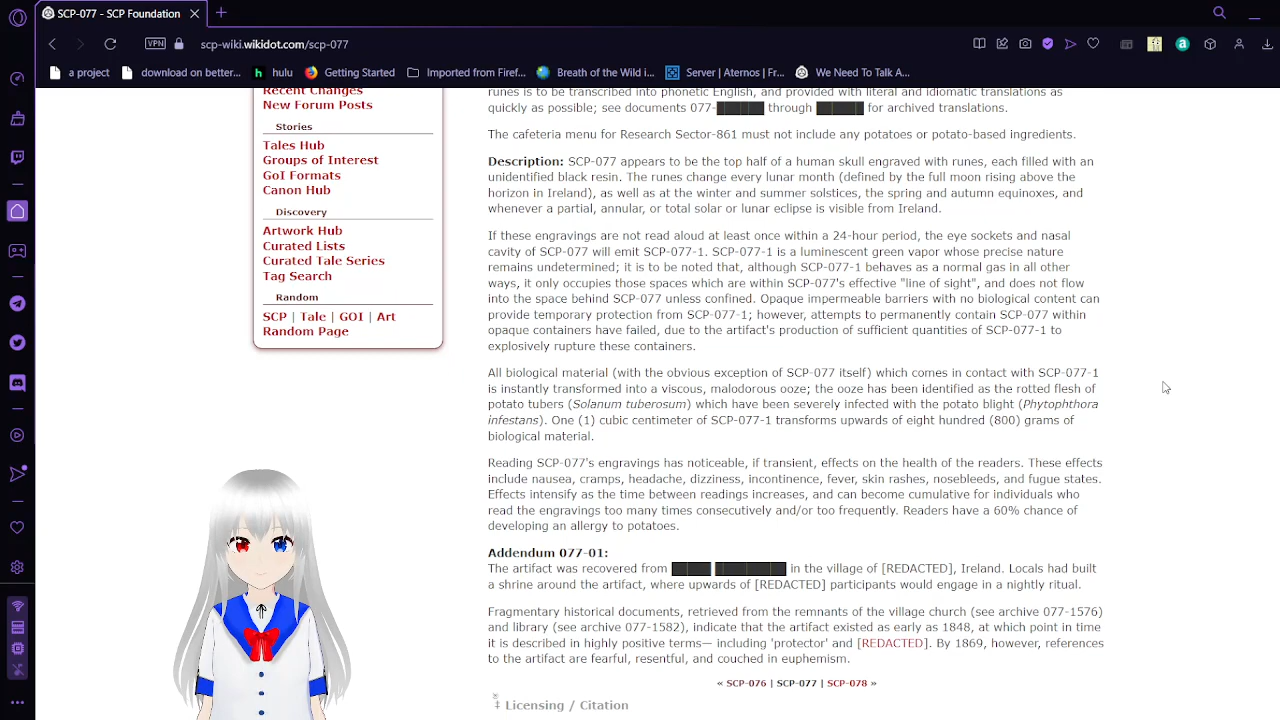 SCP-077 - SCP Foundation
VPN scp-wiki.wikidot.com/scp-077
a project download on better... hulu Getting Started Imported from Firef... Breath of the Wild i... Server | Aternos | Fr... We Need To Talk A...
Recent Changes
New Forum Posts
Stories
Tales Hub
Groups of Interest
GoI Formats
Canon Hub
Discovery
Artwork Hub
Curated Lists
Curated Tale Series
Tag Search
Random
SCP | Tale | GOI | Art
Random Page
runes is to be transcribed into phonetic English, and provided with literal and idiomatic translations as
quickly as possible; see documents 077-██████ through ██████ for archived translations.
The cafeteria menu for Research Sector-861 must not include any potatoes or potato-based ingredients.
Description: SCP-077 appears to be the top half of a human skull engraved with runes, each filled with an
unidentified black resin. The runes change every lunar month (defined by the full moon rising above the
horizon in Ireland), as well as at the winter and summer solstices, the spring and autumn equinoxes, and
whenever a partial, annular, or total solar or lunar eclipse is visible from Ireland.
If these engravings are not read aloud at least once within a 24-hour period, the eye sockets and nasal
cavity of SCP-077 will emit SCP-077-1. SCP-077-1 is a luminescent green vapor whose precise nature
remains undetermined; it is to be noted that, although SCP-077-1 behaves as a normal gas in all other
ways, it only occupies those spaces which are within SCP-077's effective "line of sight", and does not flow
into the space behind SCP-077 unless confined. Opaque impermeable barriers with no biological content can
provide temporary protection from SCP-077-1; however, attempts to permanently contain SCP-077 within
opaque containers have failed, due to the artifact's production of sufficient quantities of SCP-077-1 to
explosively rupture these containers.
All biological material (with the obvious exception of SCP-077 itself) which comes in contact with SCP-077-1
is instantly transformed into a viscous, malodorous ooze; the ooze has been identified as the rotted flesh of
potato tubers (Solanum tuberosum) which have been severely infected with the potato blight (Phytophthora
infestans). One (1) cubic centimeter of SCP-077-1 transforms upwards of eight hundred (800) grams of
biological material.
Reading SCP-077's engravings has noticeable, if transient, effects on the health of the readers. These effects
include nausea, cramps, headache, dizziness, incontinence, fever, skin rashes, nosebleeds, and fugue states.
Effects intensify as the time between readings increases, and can become cumulative for individuals who
read the engravings too many times consecutively and/or too frequently. Readers have a 60% chance of
developing an allergy to potatoes.
Addendum 077-01:
The artifact was recovered from █████ █████████ in the village of [REDACTED], Ireland. Locals had built
a shrine around the artifact, where upwards of [REDACTED] participants would engage in a nightly ritual.
Fragmentary historical documents, retrieved from the remnants of the village church (see archive 077-1576)
and library (see archive 077-1582), indicate that the artifact existed as early as 1848, at which point in time
it is described in highly positive terms— including 'protector' and [REDACTED]. By 1869, however, references
to the artifact are fearful, resentful, and couched in euphemism.
« SCP-076 | SCP-077 | SCP-078 »
‡ Licensing / Citation